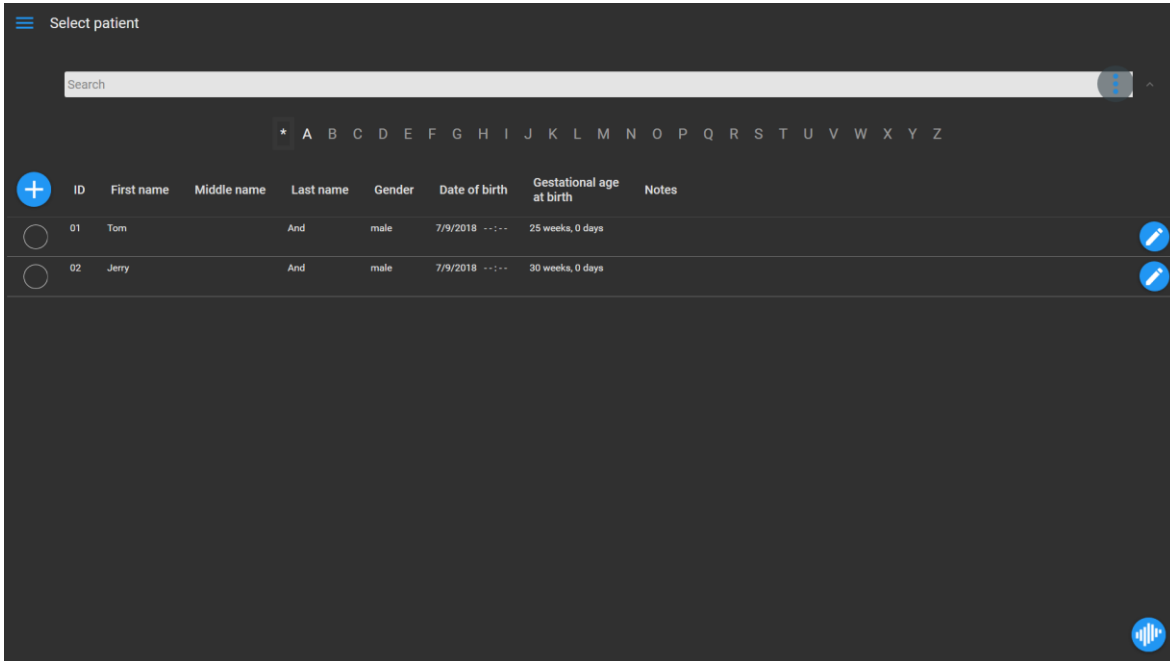 Select patient
Search
* A B C D E F G H I J K L M N O P Q R S T U V W X Y Z
ID First name Middle name Last name Gender Date of birth Gestational age at birth Notes
01 Tom And male 7/9/2018 --:-- 25 weeks, 0 days
02 Jerry And male 7/9/2018 --:-- 30 weeks, 0 days